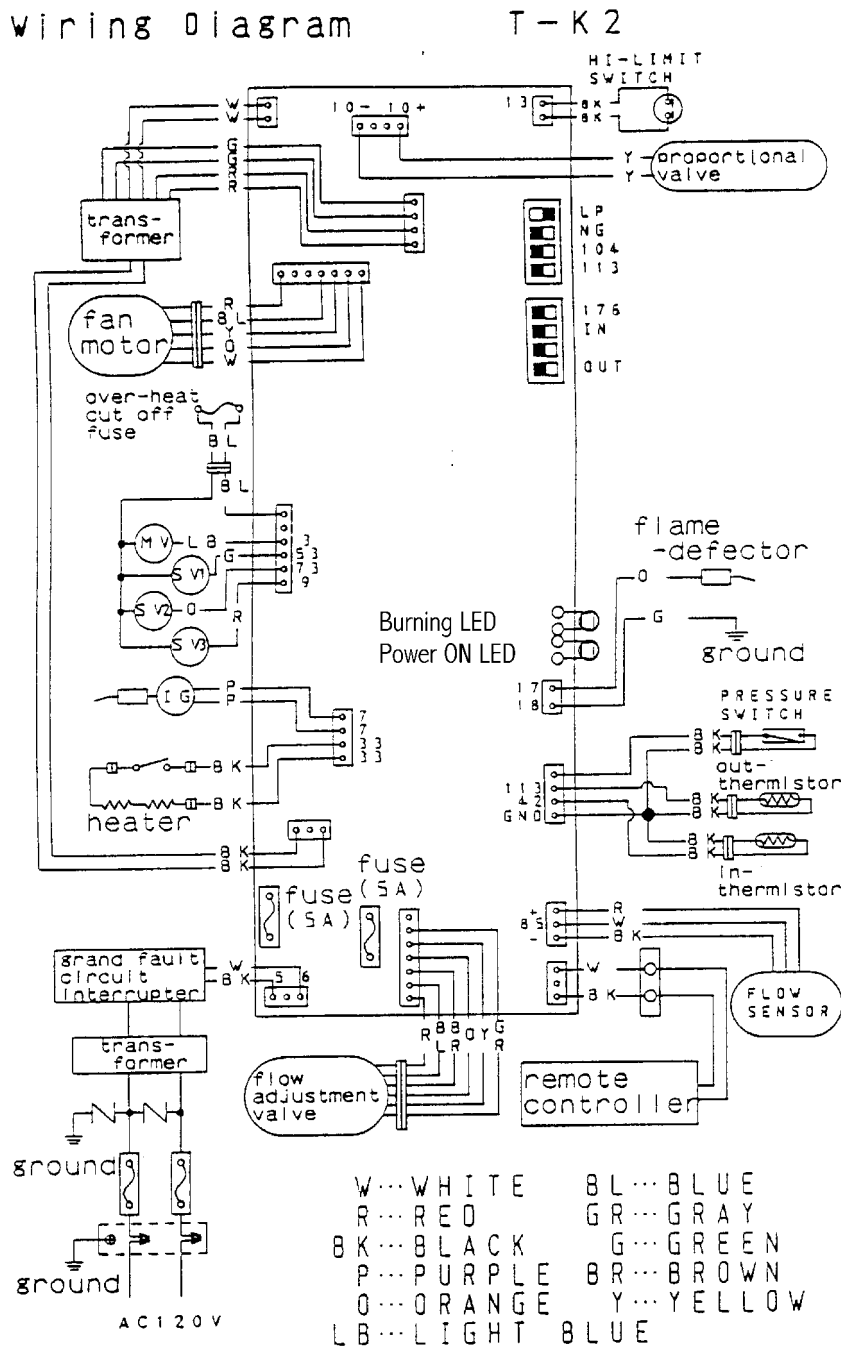 Wiring Diagram T-K2
HI-LIMIT
SWITCH
W
W
10- 10+
13
BK
BK
G
G
R
R
Y
Y
proportional
valve
trans-
former
LP
NG
104
113
R
BL
Y
O
W
fan
motor
176
IN
OUT
over-heat
cut off
fuse
BL
BL
MV
LB
3
SV1
G
53
73
9
SV2
O
SV3
R
flame
-defector
O
G
ground
Burning LED
Power ON LED
IG
P
P
7
7
33
33
17
18
PRESSURE
SWITCH
BK
BK
BK
BK
heater
113
42
GND
out-
thermistor
BK
BK
BK
BK
in-
thermistor
BK
BK
fuse
(5A)
fuse
(5A)
+
85
-
R
W
BK
FLOW
SENSOR
grand fault
circuit
interrupter
W
BK
5 6
W
BK
trans-
former
R BL BR O Y GR
flow
adjustment
valve
remote
controller
ground
ground
AC120V
W···WHITE BL···BLUE
R···RED GR···GRAY
BK···BLACK G···GREEN
P···PURPLE BR···BROWN
O···ORANGE Y···YELLOW
LB···LIGHT BLUE